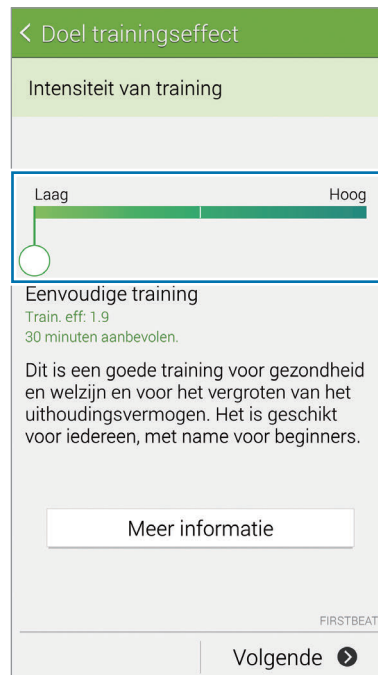 Doel trainingseffect
Intensiteit van training
Laag Hoog
Eenvoudige training
Train. eff: 1.9
30 minuten aanbevolen.
Dit is een goede training voor gezondheid
en welzijn en voor het vergroten van het
uithoudingsvermogen. Het is geschikt
voor iedereen, met name voor beginners.
Meer informatie
FIRSTBEAT
Volgende